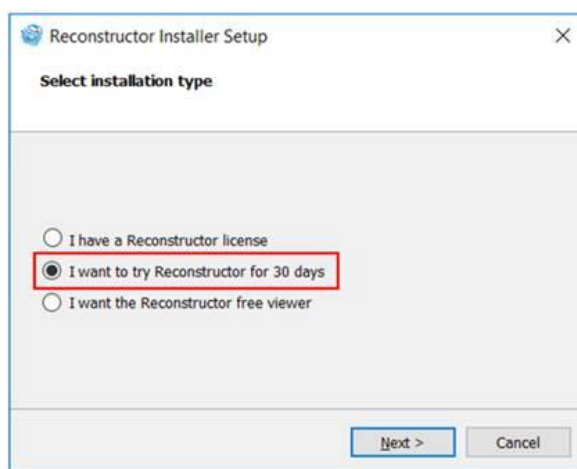 Reconstructor Installer Setup
Select installation type
I have a Reconstructor license
I want to try Reconstructor for 30 days
I want the Reconstructor free viewer
Next >
Cancel